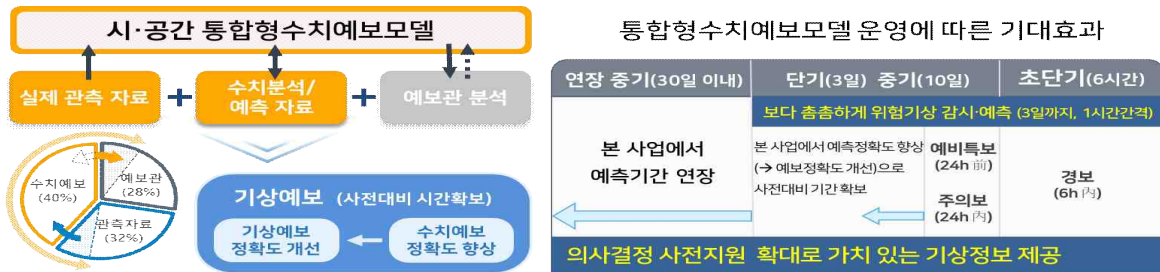 시·공간 통합형수치예보모델
실제 관측 자료 + 수치분석/
예측 자료 + 예보관 분석
수치예보
(40%)
예보관
(28%)
관측자료
(32%)
기상예보 (사전대비 시간확보)
기상예보
정확도 개선
수치예보
정확도 향상
통합형수치예보모델 운영에 따른 기대효과
연장 중기(30일 이내) 단기(3일) 중기(10일) 초단기(6시간)
보다 촘촘하게 위험기상 감시·예측 (3일까지, 1시간간격)
본 사업에서
예측기간 연장
본 사업에서 예측정확도 향상
(→ 예보정확도 개선)으로
사전대비 기간 확보
예비특보
(24h 前)
주의보
(24h 內)
경보
(6h 內)
의사결정 사전지원 확대로 가치 있는 기상정보 제공